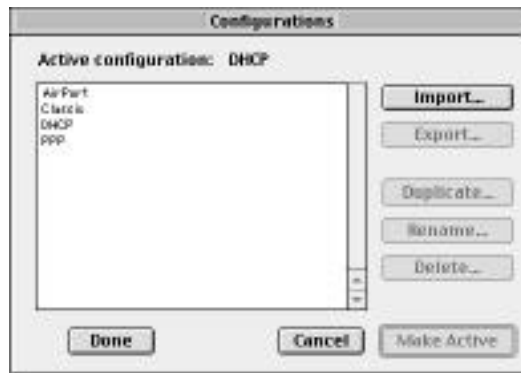 Configurations
Active configuration: DHCP
AirPort
Classic
DHCP
PPP
Import...
Export...
Duplicate...
Rename...
Delete...
Done
Cancel
Make Active